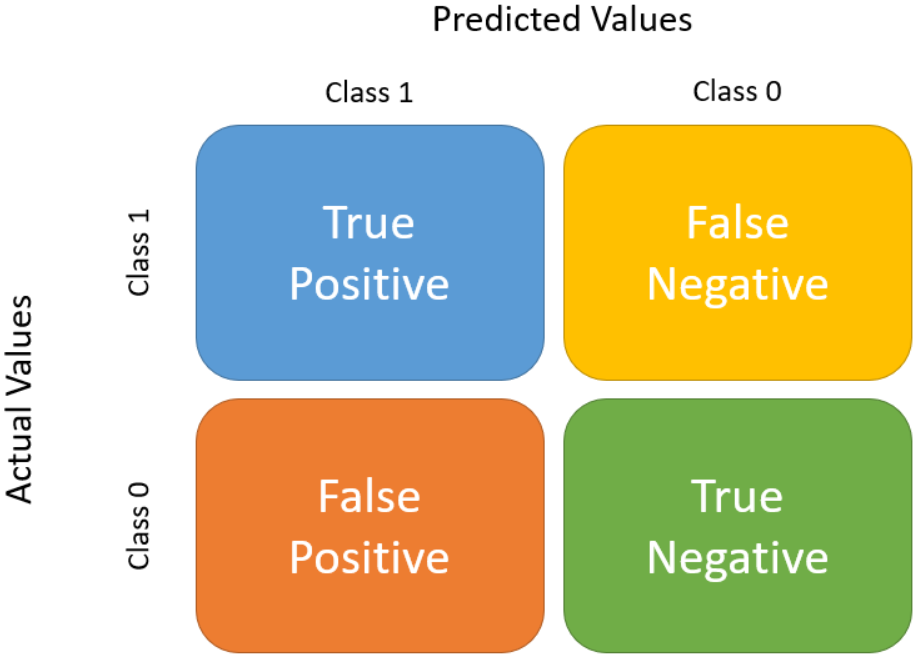 Predicted Values
Class 1
Class 0
Actual Values
Class 1
True
Positive
False
Negative
Class 0
False
Positive
True
Negative